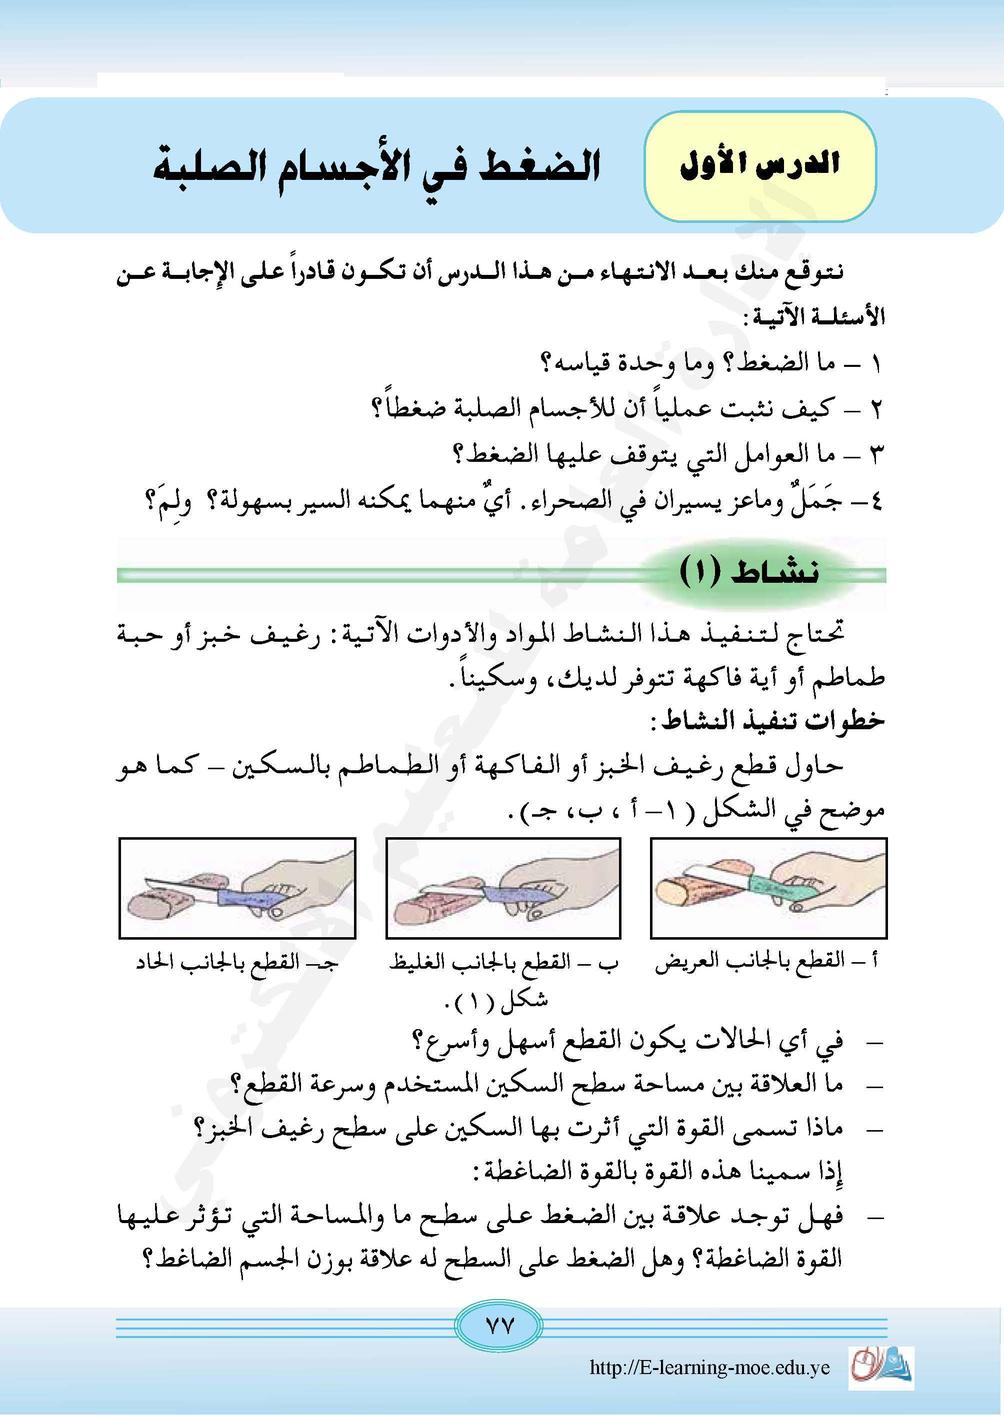 الدرس الأول
الضغط في الأجسام الصلبة
نتوقع منك بعد الانتهاء من هذا الدرس أن تكون قادراً على الإجابة عن
الأسئلة الآتية :
١ – ما الضغط؟ وما وحدة قياسه؟
٢ – كيف نثبت عملياً أن للأجسام الصلبة ضغطاً؟
٣ – ما العوامل التي يتوقف عليها الضغط؟
٤– جَمَلٌ وماعز يسيران في الصحراء. أيٌ منهما يمكنه السير بسهولة؟ ولِمَ؟
نشاط (١)
تحتاج لتنفيذ هذا النشاط المواد والأدوات الآتية : رغيف خبز أو حبة
طماطم أو أية فاكهة تتوفر لديك، وسكيناً.
خطوات تنفيذ النشاط :
حاول قطع رغيف الخبز أو الفاكهة أو الطماطم بالسكين – كما هو
موضح في الشكل ( ١– أ ، ب، جـ).
أ – القطع بالجانب العريض
ب – القطع بالجانب الغليظ
جـ– القطع بالجانب الحاد
شكل (١).
– في أي الحالات يكون القطع أسهل وأسرع؟
– ما العلاقة بين مساحة سطح السكين المستخدم وسرعة القطع؟
– ماذا تسمى القوة التي أثرت بها السكين على سطح رغيف الخبز؟
إذا سمينا هذه القوة بالقوة الضاغطة :
– فهل توجد علاقة بين الضغط على سطح ما والمساحة التي تؤثر عليها
القوة الضاغطة؟ وهل الضغط على السطح له علاقة بوزن الجسم الضاغط؟
٧٧
http://E-learning-moe.edu.ye
الادارة العامة للتعليم الالكتروني